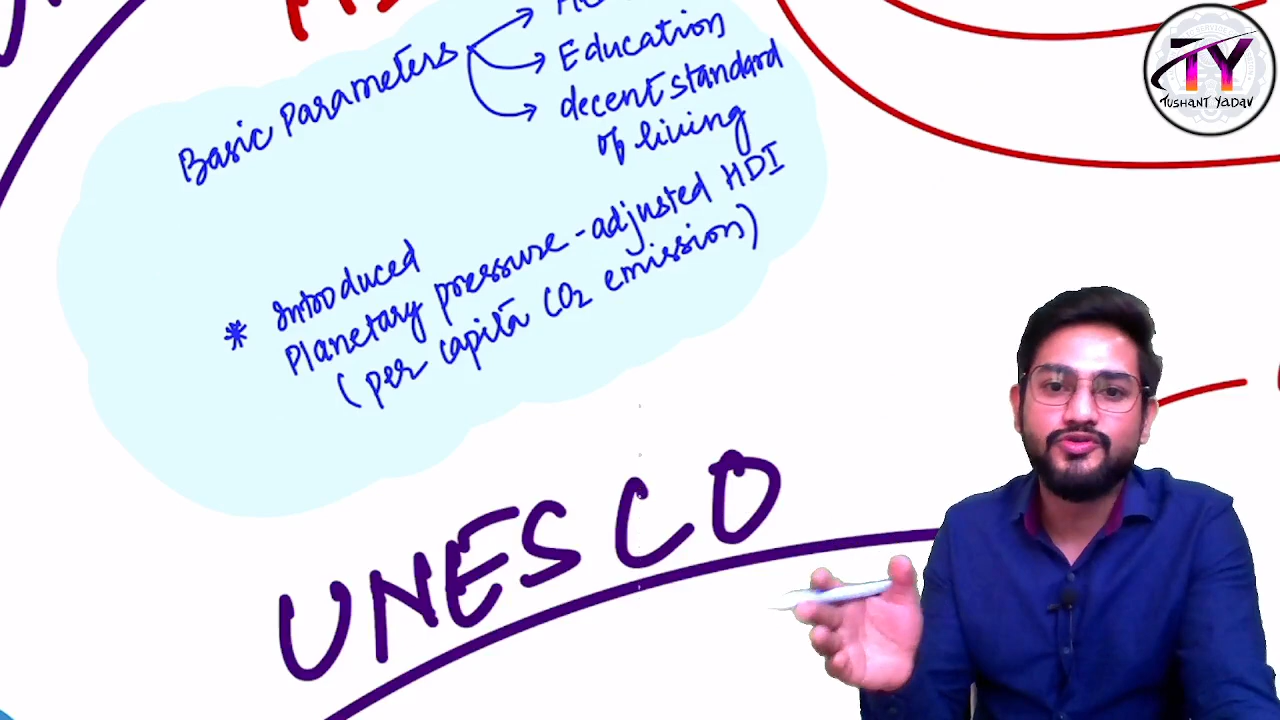 Basic Parameters
Education
decent standard
of living
* Introduced
Planetary pressure-adjusted HDI
(per capita CO2 emission)
UNESCO
TY
TUSHANT YADAV